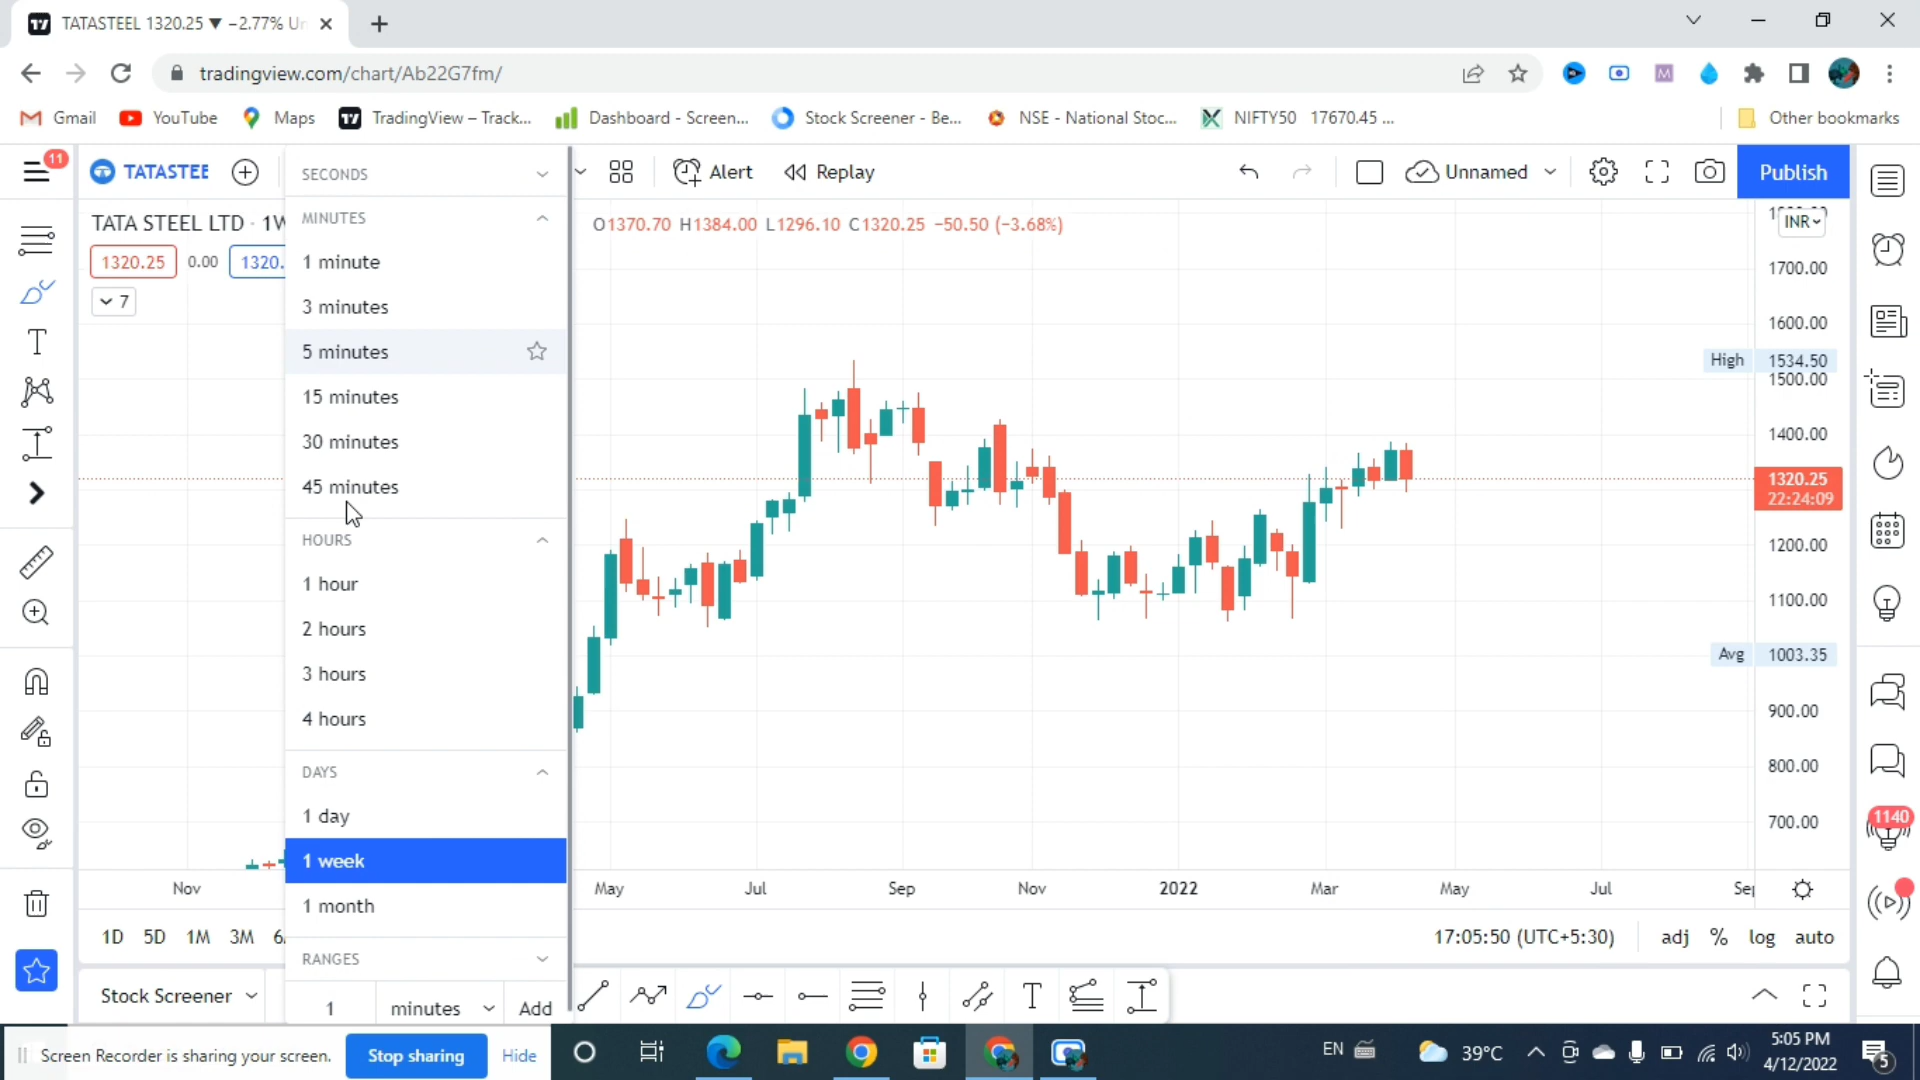 TATASTEEL 1320.25 ▼ −2.77% Un
tradingview.com/chart/Ab22G7fm/
Gmail YouTube Maps TradingView – Track... Dashboard - Screen... Stock Screener - Be... NSE - National Stoc... NIFTY50 17670.45 ... Other bookmarks
11
TATASTEE
Alert
Replay
Unnamed
Publish
TATA STEEL LTD · 1W
O1370.70 H1384.00 L1296.10 C1320.25 −50.50 (−3.68%)
INR
1320.25 0.00 1320.
7
SECONDS
MINUTES
1 minute
3 minutes
5 minutes
15 minutes
30 minutes
45 minutes
HOURS
1 hour
2 hours
3 hours
4 hours
DAYS
1 day
1 week
1 month
RANGES
1 minutes Add
1700.00
1600.00
High 1534.50
1500.00
1400.00
1320.25
22:24:09
1200.00
1100.00
Avg 1003.35
900.00
800.00
700.00
1140
Nov May Jul Sep Nov 2022 Mar May Jul Sep
1D 5D 1M 3M 6
17:05:50 (UTC+5:30) adj % log auto
Stock Screener
Screen Recorder is sharing your screen. Stop sharing Hide
EN 39°C
5:05 PM
4/12/2022
5